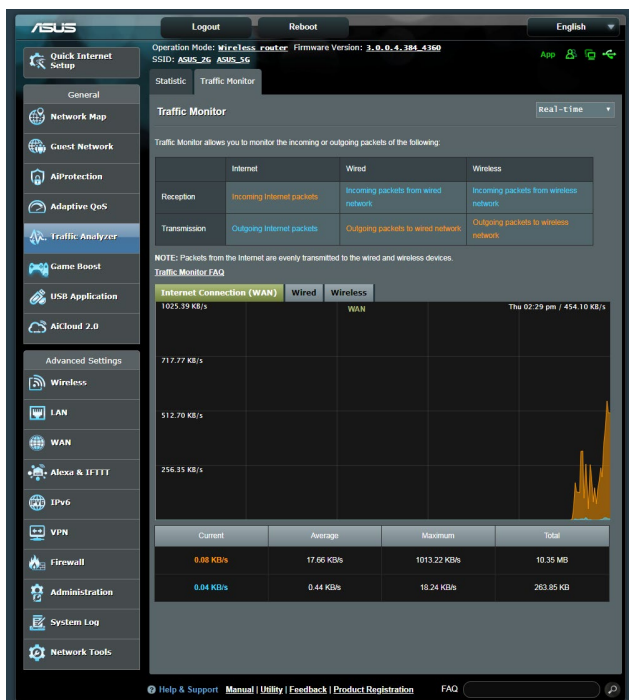 ASUS
Logout
Reboot
English
Operation Mode: Wireless router Firmware Version: 3.0.0.4.384_4360
SSID: ASUS_2G ASUS_5G
App
Quick Internet
Setup
General
Network Map
Guest Network
AiProtection
Adaptive QoS
Traffic Analyzer
Game Boost
USB Application
AiCloud 2.0
Advanced Settings
Wireless
LAN
WAN
Alexa & IFTTT
IPv6
VPN
Firewall
Administration
System Log
Network Tools
Statistic Traffic Monitor
Traffic Monitor
Real-time
Traffic Monitor allows you to monitor the incoming or outgoing packets of the following:
Internet Wired Wireless
Reception
Incoming Internet packets
Incoming packets from wired
network
Incoming packets from wireless
network
Transmission
Outgoing Internet packets
Outgoing packets to wired network
Outgoing packets to wireless
network
NOTE: Packets from the Internet are evenly transmitted to the wired and wireless devices.
Traffic Monitor FAQ
Internet Connection (WAN) Wired Wireless
1025.39 KB/s
WAN
Thu 02:29 pm / 454.10 KB/s
717.77 KB/s
512.70 KB/s
256.35 KB/s
Current Average Maximum Total
0.08 KB/s 17.66 KB/s 1013.22 KB/s 10.35 MB
0.04 KB/s 0.44 KB/s 18.24 KB/s 263.85 KB
Help & Support Manual | Utility | Feedback | Product Registration FAQ